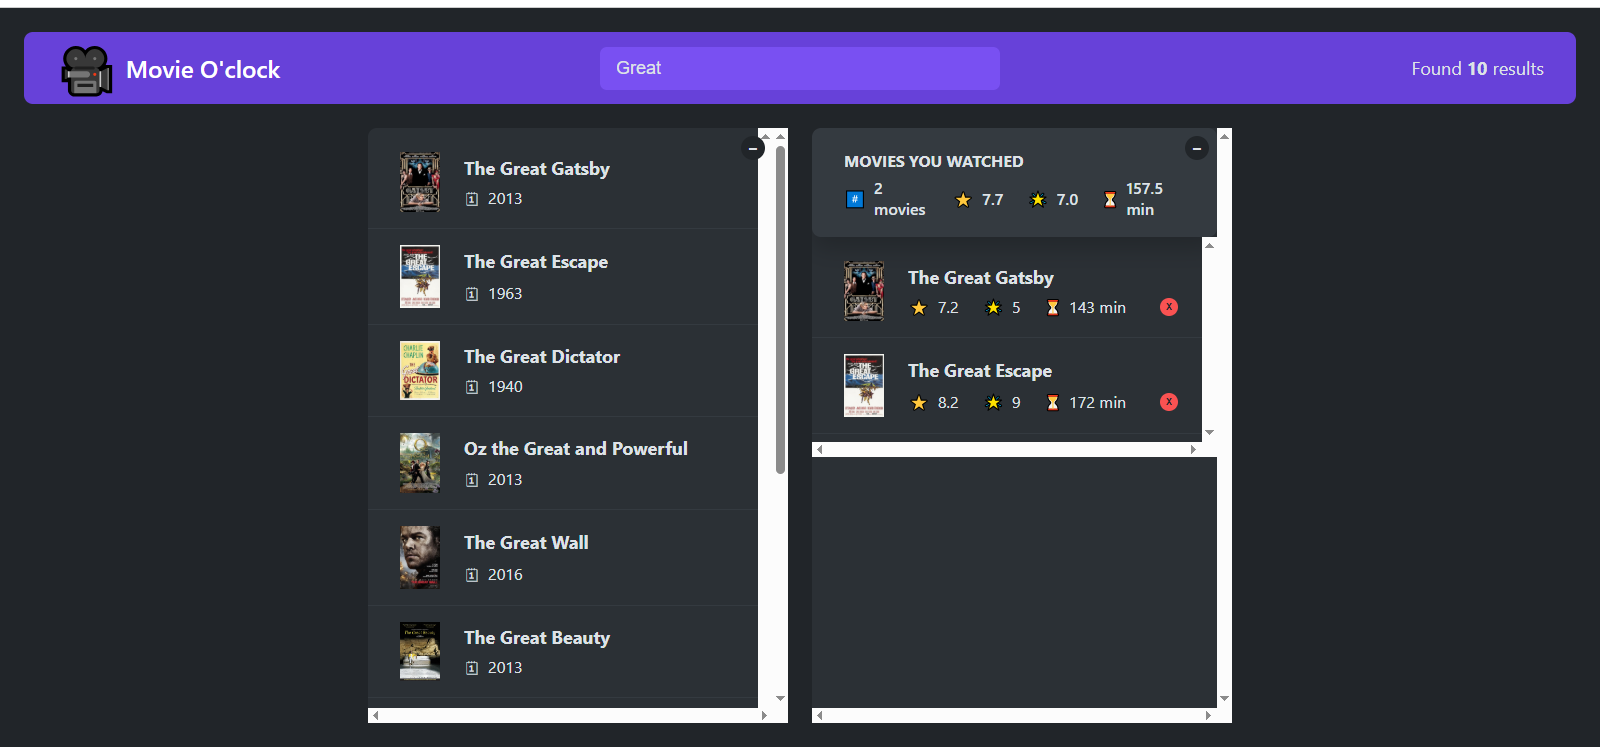 Movie O'clock
Great
Found 10 results
The Great Gatsby
2013
The Great Escape
1963
The Great Dictator
1940
Oz the Great and Powerful
2013
The Great Wall
2016
The Great Beauty
2013
MOVIES YOU WATCHED
# 2 movies 7.7 7.0 157.5 min
The Great Gatsby
7.2 5 143 min X
The Great Escape
8.2 9 172 min X